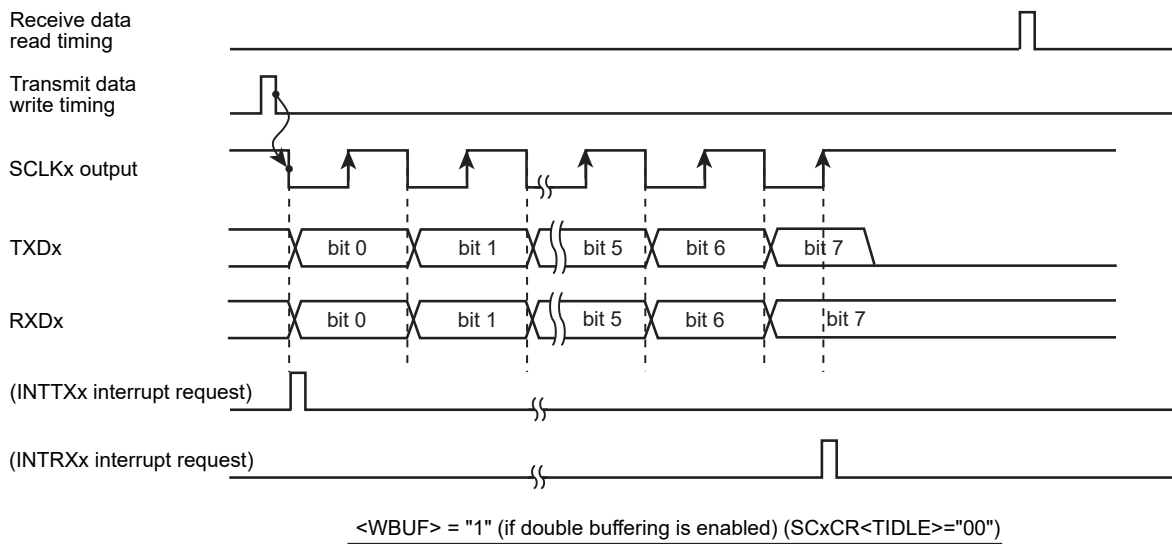 Receive data
read timing
Transmit data
write timing
SCLKx output
TXDx
bit 0
bit 1
bit 5
bit 6
bit 7
RXDx
bit 0
bit 1
bit 5
bit 6
bit 7
(INTTXx interrupt request)
(INTRXx interrupt request)
<WBUF> = "1" (if double buffering is enabled) (SCxCR<TIDLE>="00")